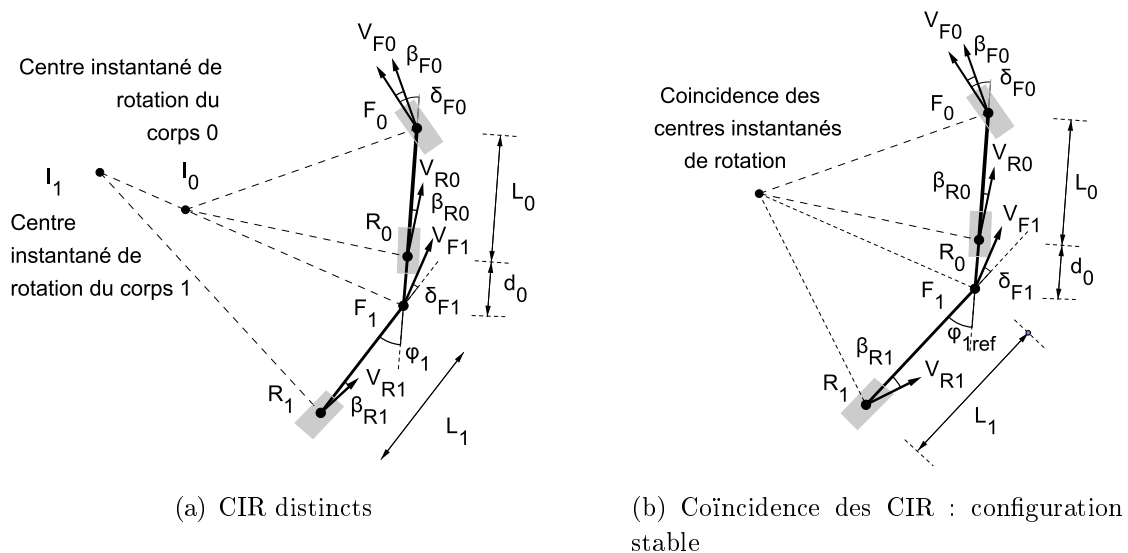 V_F0
β_F0
δ_F0
F_0
Centre instantané de
rotation du
corps 0
I_1
I_0
V_R0
β_R0
R_0
L_0
V_F1
Centre
instantané de
rotation du corps 1
δ_F1
d_0
F_1
φ_1
V_R1
R_1
β_R1
L_1
(a) CIR distincts
V_F0
β_F0
δ_F0
F_0
Coincidence des
centres instantanés
de rotation
V_R0
β_R0
L_0
V_F1
R_0
d_0
F_1
δ_F1
φ_1ref
β_R1
R_1
V_R1
L_1
(b) Coïncidence des CIR : configuration
stable